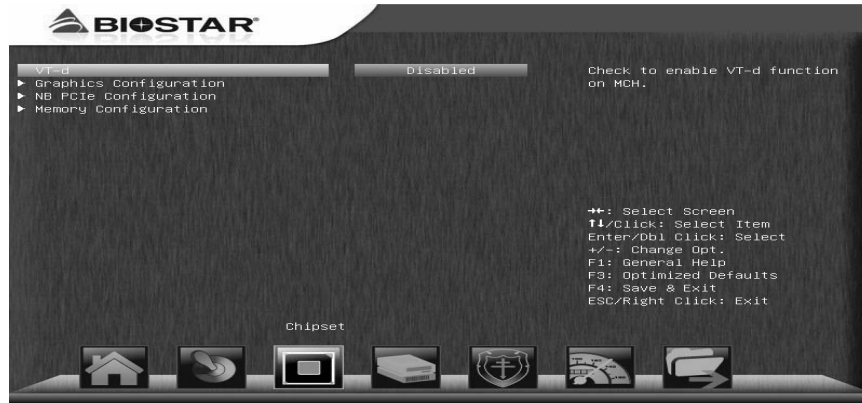 BIOSTAR®
VT-d Disabled
Graphics Configuration
NB PCIe Configuration
Memory Configuration
Check to enable VT-d function
on MCH.
→←: Select Screen
↑↓/Click: Select Item
Enter/Dbl Click: Select
+/-: Change Opt.
F1: General Help
F3: Optimized Defaults
F4: Save & Exit
ESC/Right Click: Exit
Chipset